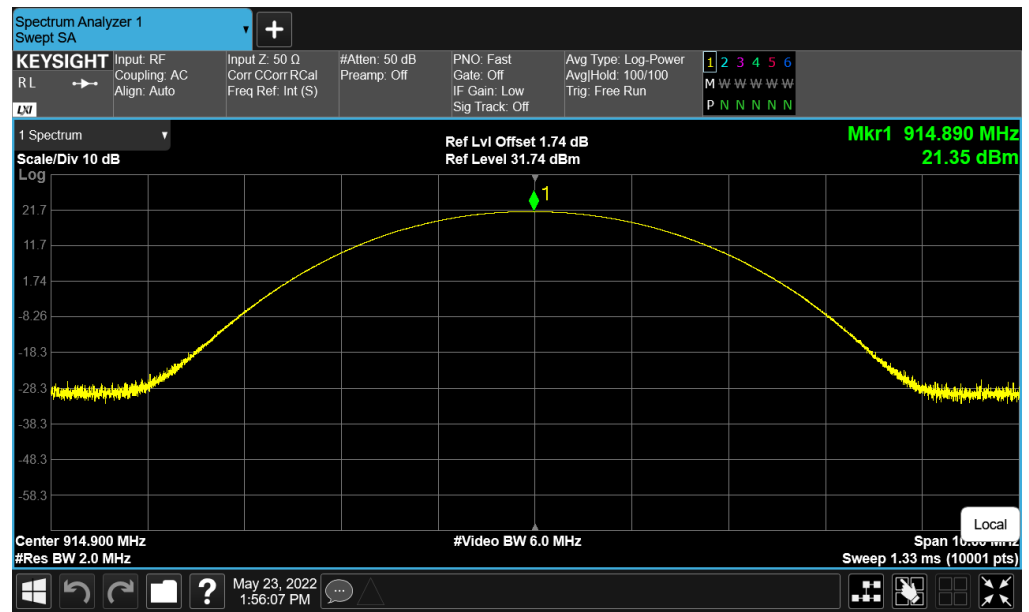 Spectrum Analyzer 1
Swept SA
KEYSIGHT
R L
LXI
Input: RF
Coupling: AC
Align: Auto
Input Z: 50 Ω
Corr CCorr RCal
Freq Ref: Int (S)
#Atten: 50 dB
Preamp: Off
PNO: Fast
Gate: Off
IF Gain: Low
Sig Track: Off
Avg Type: Log-Power
Avg|Hold: 100/100
Trig: Free Run
1 2 3 4 5 6
M W W W W W
P N N N N N
1 Spectrum
Scale/Div 10 dB
Ref Lvl Offset 1.74 dB
Ref Level 31.74 dBm
Mkr1 914.890 MHz
21.35 dBm
Log
1
21.7
11.7
1.74
-8.26
-18.3
-28.3
-38.3
-48.3
-58.3
Local
Center 914.900 MHz
#Res BW 2.0 MHz
#Video BW 6.0 MHz
Span 10.00 MHz
Sweep 1.33 ms (10001 pts)
?
May 23, 2022
1:56:07 PM